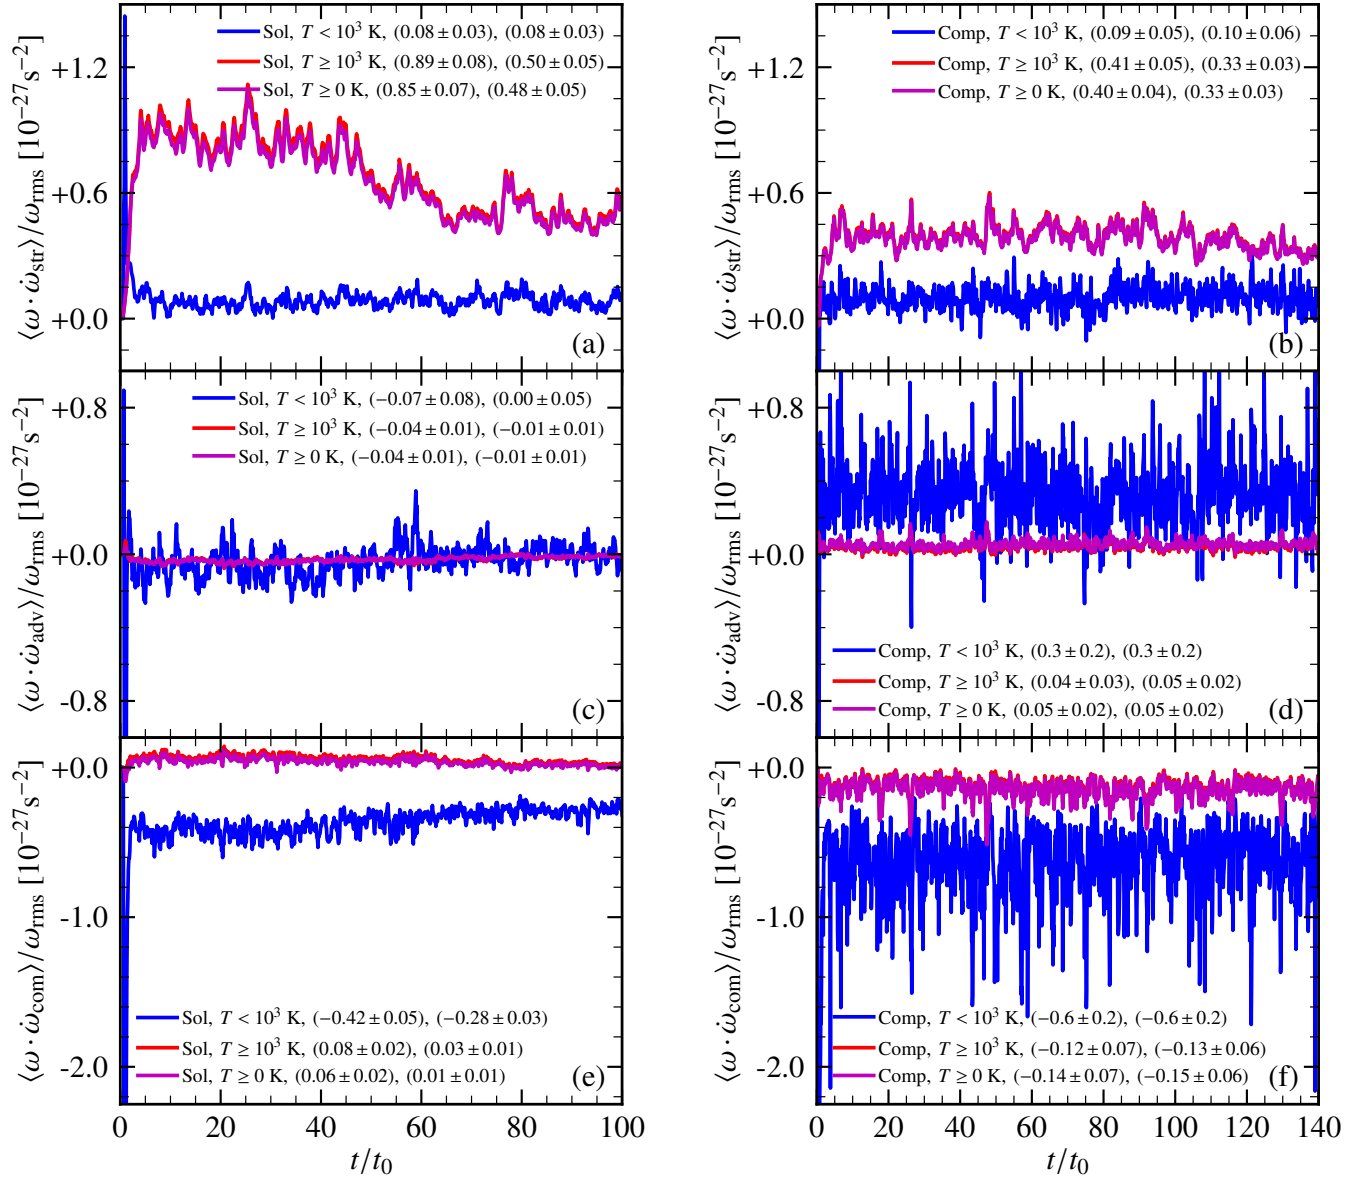 ⟨ω · ω̇str⟩/ωrms [10⁻²⁷s⁻²]
+1.2
+0.6
+0.0
Sol, T < 10³ K, (0.08 ± 0.03), (0.08 ± 0.03)
Sol, T ≥ 10³ K, (0.89 ± 0.08), (0.50 ± 0.05)
Sol, T ≥ 0 K, (0.85 ± 0.07), (0.48 ± 0.05)
(a)
⟨ω · ω̇str⟩/ωrms [10⁻²⁷s⁻²]
+1.2
+0.6
+0.0
Comp, T < 10³ K, (0.09 ± 0.05), (0.10 ± 0.06)
Comp, T ≥ 10³ K, (0.41 ± 0.05), (0.33 ± 0.03)
Comp, T ≥ 0 K, (0.40 ± 0.04), (0.33 ± 0.03)
(b)
⟨ω · ω̇adv⟩/ωrms [10⁻²⁷s⁻²]
+0.8
+0.0
-0.8
Sol, T < 10³ K, (−0.07 ± 0.08), (0.00 ± 0.05)
Sol, T ≥ 10³ K, (−0.04 ± 0.01), (−0.01 ± 0.01)
Sol, T ≥ 0 K, (−0.04 ± 0.01), (−0.01 ± 0.01)
(c)
⟨ω · ω̇adv⟩/ωrms [10⁻²⁷s⁻²]
+0.8
+0.0
-0.8
Comp, T < 10³ K, (0.3 ± 0.2), (0.3 ± 0.2)
Comp, T ≥ 10³ K, (0.04 ± 0.03), (0.05 ± 0.02)
Comp, T ≥ 0 K, (0.05 ± 0.02), (0.05 ± 0.02)
(d)
⟨ω · ω̇com⟩/ωrms [10⁻²⁷s⁻²]
+0.0
-1.0
-2.0
Sol, T < 10³ K, (−0.42 ± 0.05), (−0.28 ± 0.03)
Sol, T ≥ 10³ K, (0.08 ± 0.02), (0.03 ± 0.01)
Sol, T ≥ 0 K, (0.06 ± 0.02), (0.01 ± 0.01)
(e)
0 20 40 60 80 100
t/t₀
⟨ω · ω̇com⟩/ωrms [10⁻²⁷s⁻²]
+0.0
-1.0
-2.0
Comp, T < 10³ K, (−0.6 ± 0.2), (−0.6 ± 0.2)
Comp, T ≥ 10³ K, (−0.12 ± 0.07), (−0.13 ± 0.06)
Comp, T ≥ 0 K, (−0.14 ± 0.07), (−0.15 ± 0.06)
(f)
0 20 40 60 80 100 120 140
t/t₀